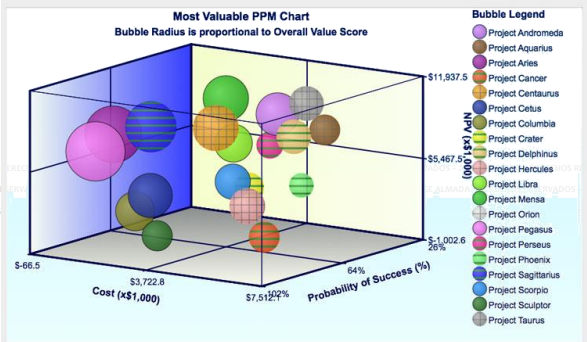 Most Valuable PPM Chart
Bubble Radius is proportional to Overall Value Score
Bubble Legend
Project Andromeda
Project Aquarius
Project Aries
Project Cancer
Project Centaurus
Project Cetus
Project Columbia
Project Crater
Project Delphinus
Project Hercules
Project Libra
Project Mensa
Project Orion
Project Pegasus
Project Perseus
Project Phoenix
Project Sagittarius
Project Scorpio
Project Sculptor
Project Taurus
$11,937.5
$5,467.5
$-1,002.6
NPV (x$1,000)
26%
64%
102%
Probability of Success (%)
$-66.5
$3,722.8
$7,512.1
Cost (x$1,000)